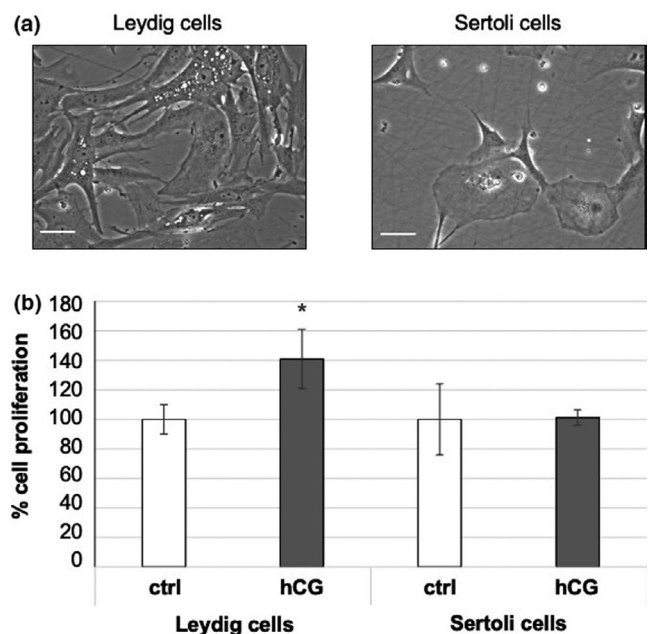 (a) Leydig cells Sertoli cells
(b)
% cell proliferation
180
160
140
120
100
80
60
40
20
0
*
ctrl hCG ctrl hCG
Leydig cells Sertoli cells